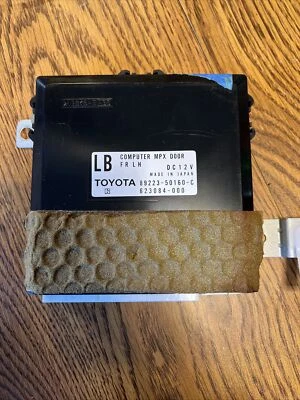 LB COMPUTER MPX DOOR
FR LH DC12V
MADE IN JAPAN
TOYOTA 89223-50160-C
623084-000